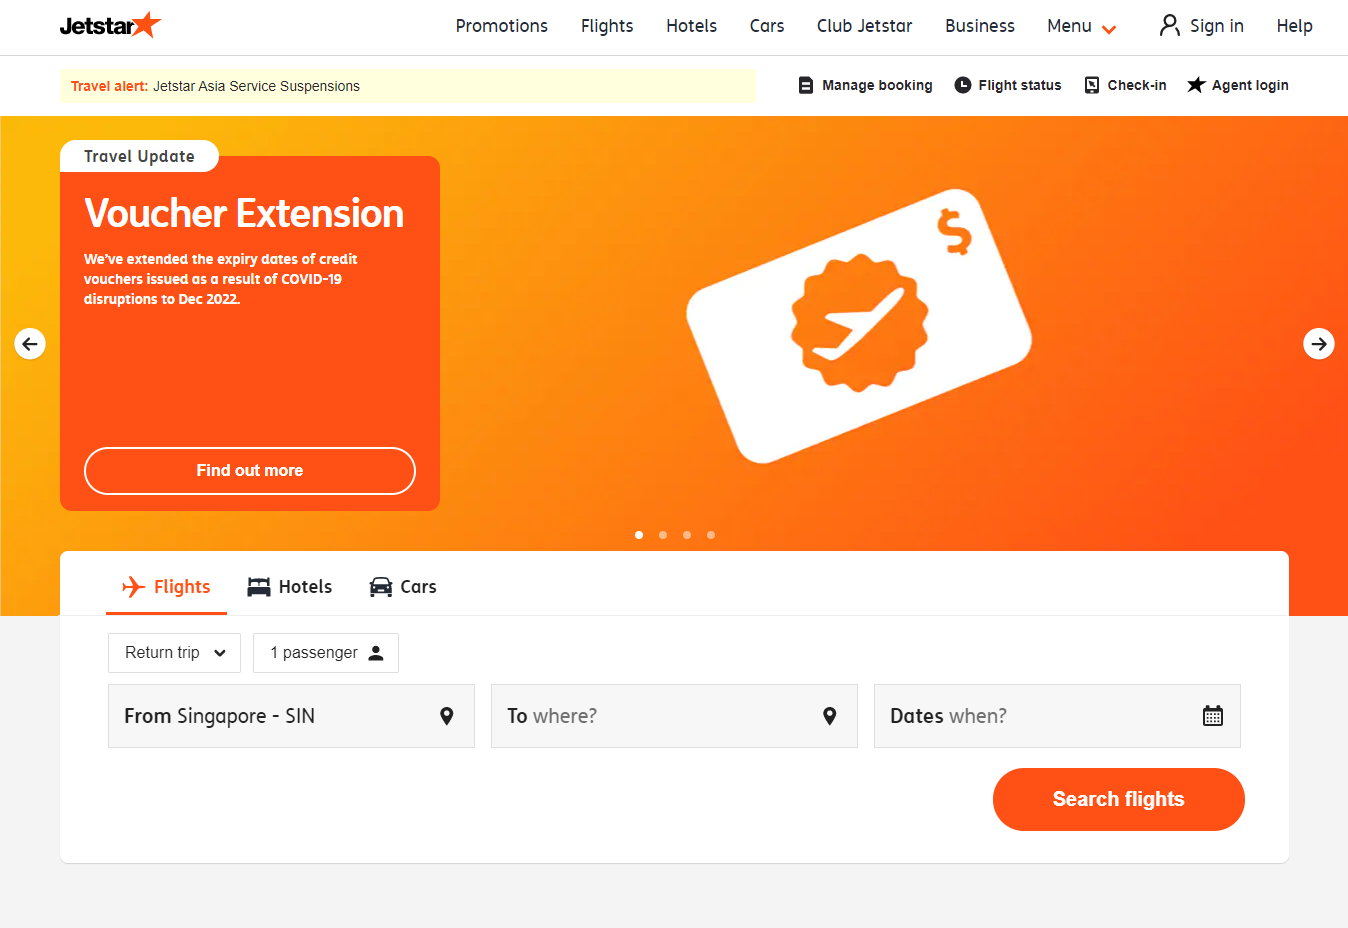 Jetstar
Promotions Flights Hotels Cars Club Jetstar Business Menu Sign in Help
Travel alert: Jetstar Asia Service Suspensions
Manage booking Flight status Check-in Agent login
Travel Update
Voucher Extension
We've extended the expiry dates of credit
vouchers issued as a result of COVID-19
disruptions to Dec 2022.
$
Find out more
Flights Hotels Cars
Return trip 1 passenger
From Singapore - SIN To where? Dates when?
Search flights